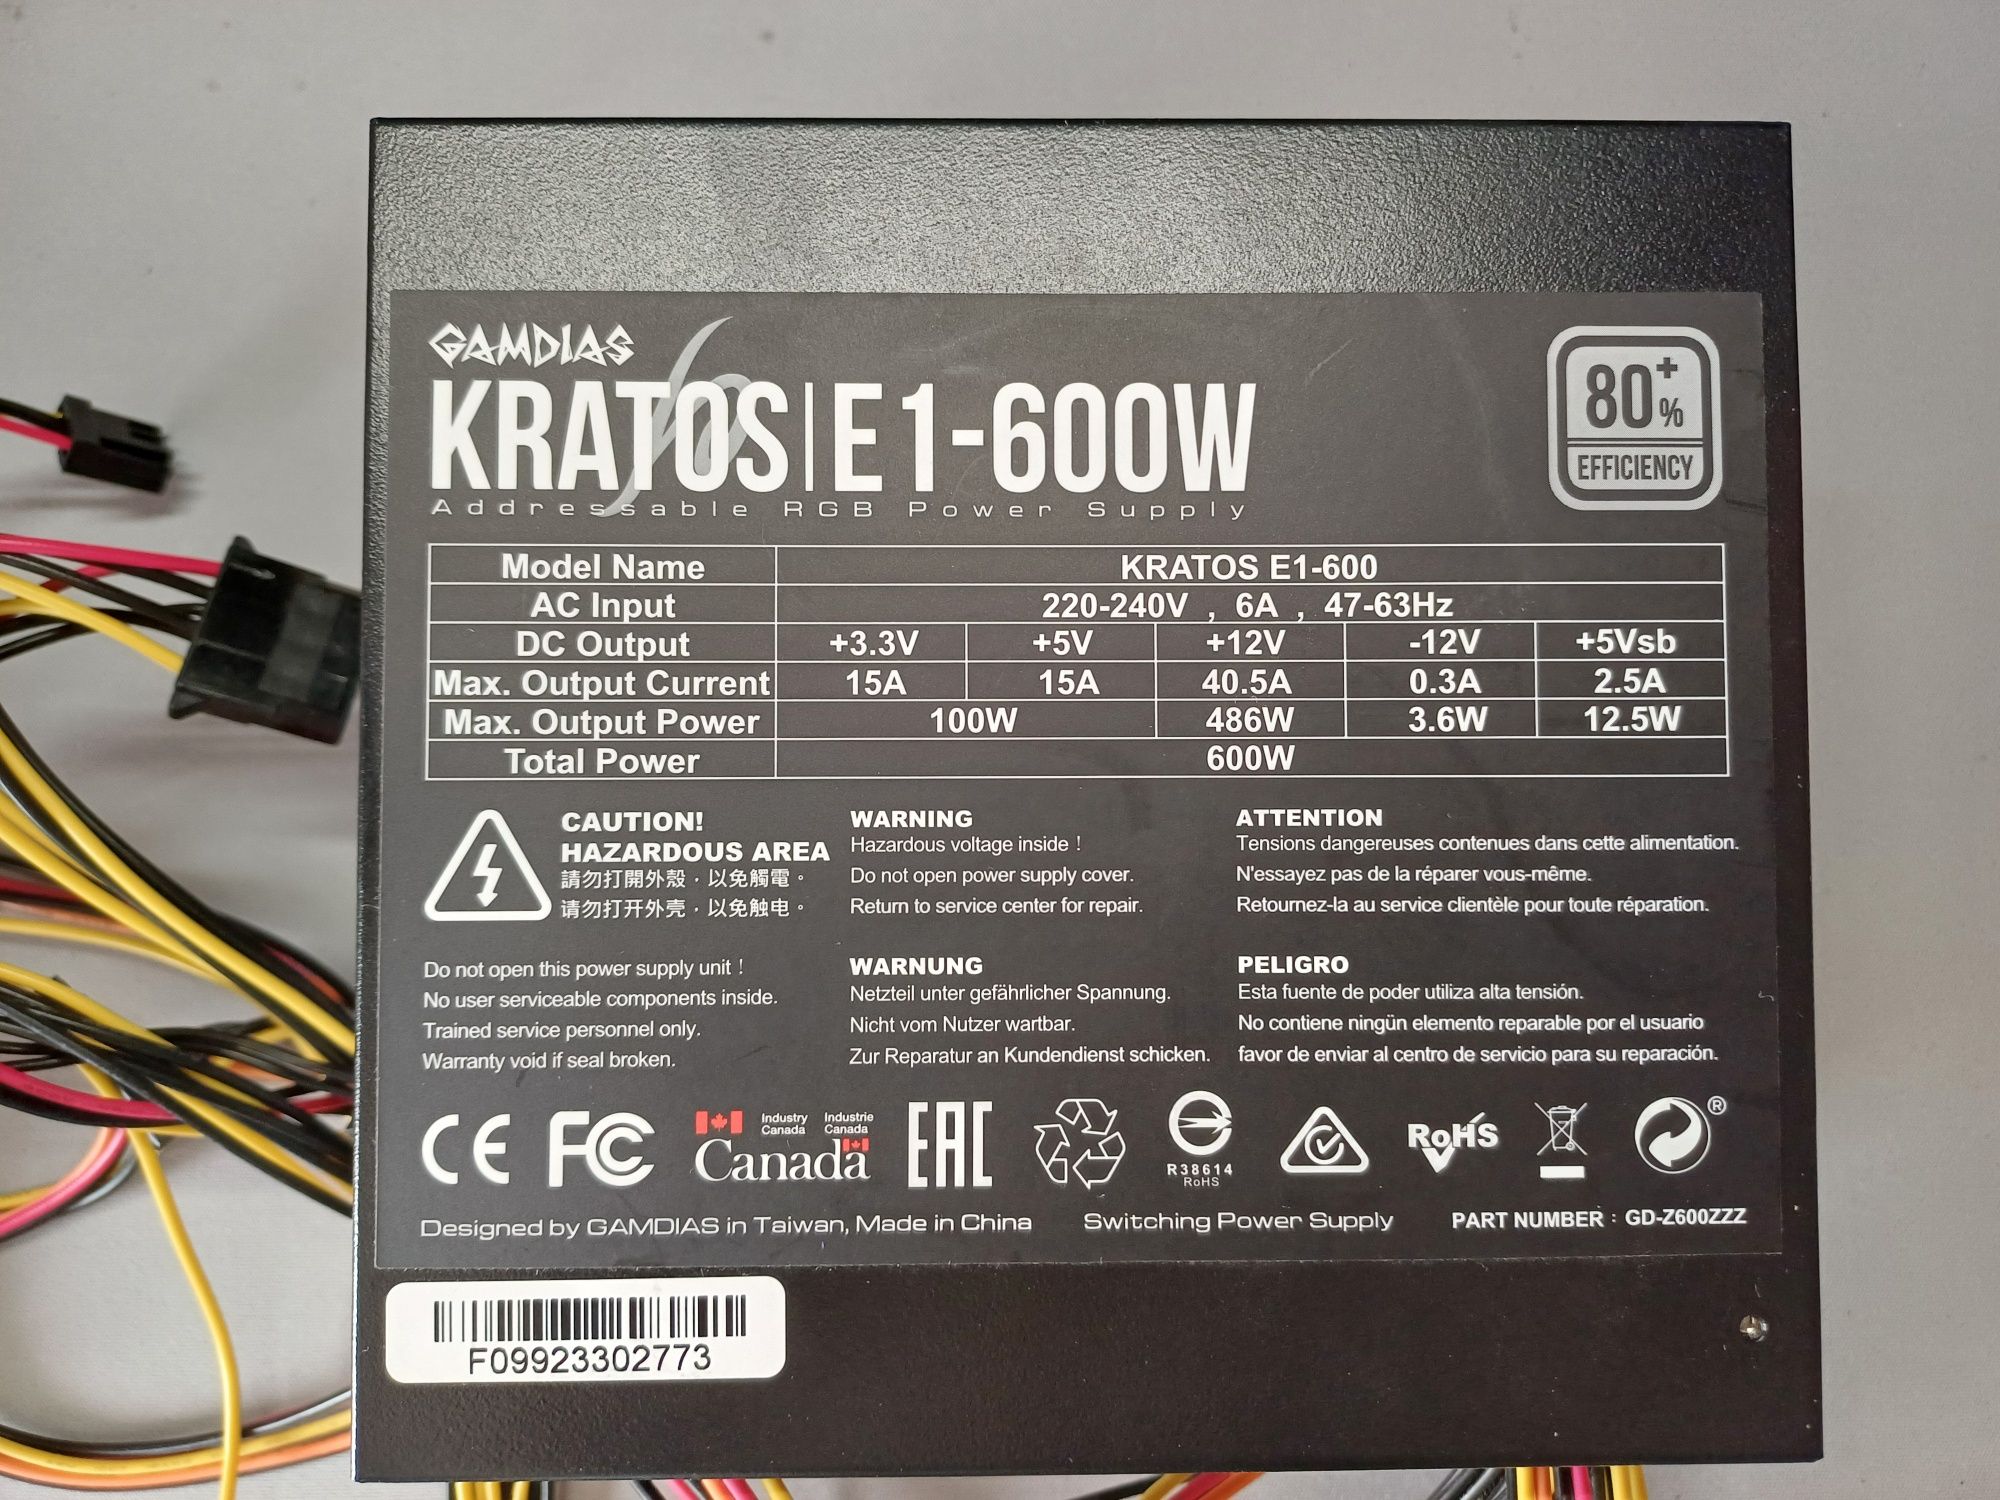 GAMDIAS
KRATOS|E1-600W
Addressable RGB Power Supply
80+%
EFFICIENCY
Model Name KRATOS E1-600
AC Input 220-240V , 6A , 47-63Hz
DC Output +3.3V +5V +12V -12V +5Vsb
Max. Output Current 15A 15A 40.5A 0.3A 2.5A
Max. Output Power 100W 486W 3.6W 12.5W
Total Power 600W
CAUTION!
HAZARDOUS AREA
請勿打開外殼，以免觸電。
请勿打开外壳，以免触电。
Do not open this power supply unit !
No user serviceable components inside.
Trained service personnel only.
Warranty void if seal broken.
WARNING
Hazardous voltage inside !
Do not open power supply cover.
Return to service center for repair.
WARNUNG
Netzteil unter gefährlicher Spannung.
Nicht vom Nutzer wartbar.
Zur Reparatur an Kundendienst schicken.
ATTENTION
Tensions dangereuses contenues dans cette alimentation.
N'essayez pas de la réparer vous-même.
Retournez-la au service clientèle pour toute réparation.
PELIGRO
Esta fuente de poder utiliza alta tensión.
No contiene ningün elemento reparable por el usuario
favor de enviar al centro de servicio para su reparación.
CE FC
Industry Canada
Industrie Canada
Canada
EAC
R38614
RoHS
RoHS
®
Designed by GAMDIAS in Taiwan, Made in China
Switching Power Supply
PART NUMBER : GD-Z600ZZZ
F09923302773